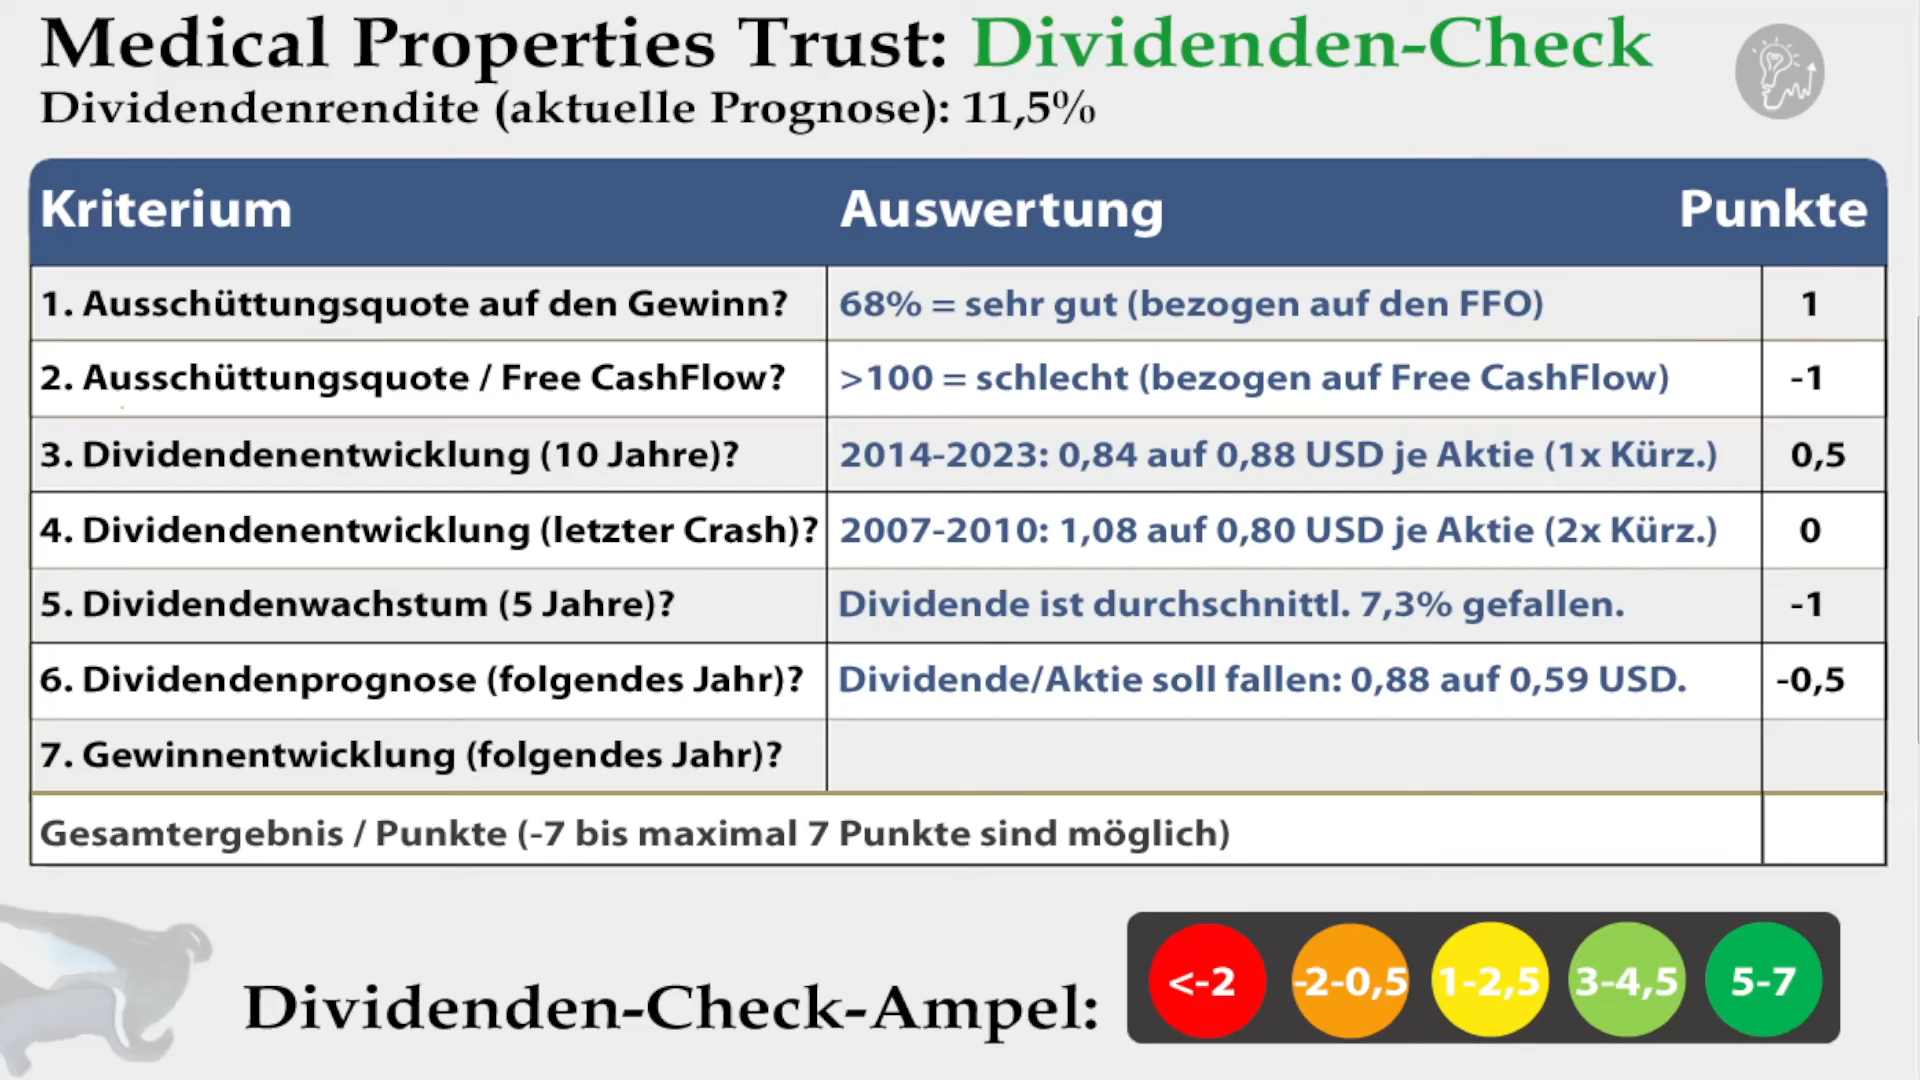 Medical Properties Trust: Dividenden-Check
Dividendenrendite (aktuelle Prognose): 11,5%
Kriterium Auswertung Punkte
1. Ausschüttungsquote auf den Gewinn? 68% = sehr gut (bezogen auf den FFO) 1
2. Ausschüttungsquote / Free CashFlow? >100 = schlecht (bezogen auf Free CashFlow) -1
3. Dividendenentwicklung (10 Jahre)? 2014-2023: 0,84 auf 0,88 USD je Aktie (1x Kürz.) 0,5
4. Dividendenentwicklung (letzter Crash)? 2007-2010: 1,08 auf 0,80 USD je Aktie (2x Kürz.) 0
5. Dividendenwachstum (5 Jahre)? Dividende ist durchschnittl. 7,3% gefallen. -1
6. Dividendenprognose (folgendes Jahr)? Dividende/Aktie soll fallen: 0,88 auf 0,59 USD. -0,5
7. Gewinnentwicklung (folgendes Jahr)?
Gesamtergebnis / Punkte (-7 bis maximal 7 Punkte sind möglich)
Dividenden-Check-Ampel: <-2 -2-0,5 1-2,5 3-4,5 5-7